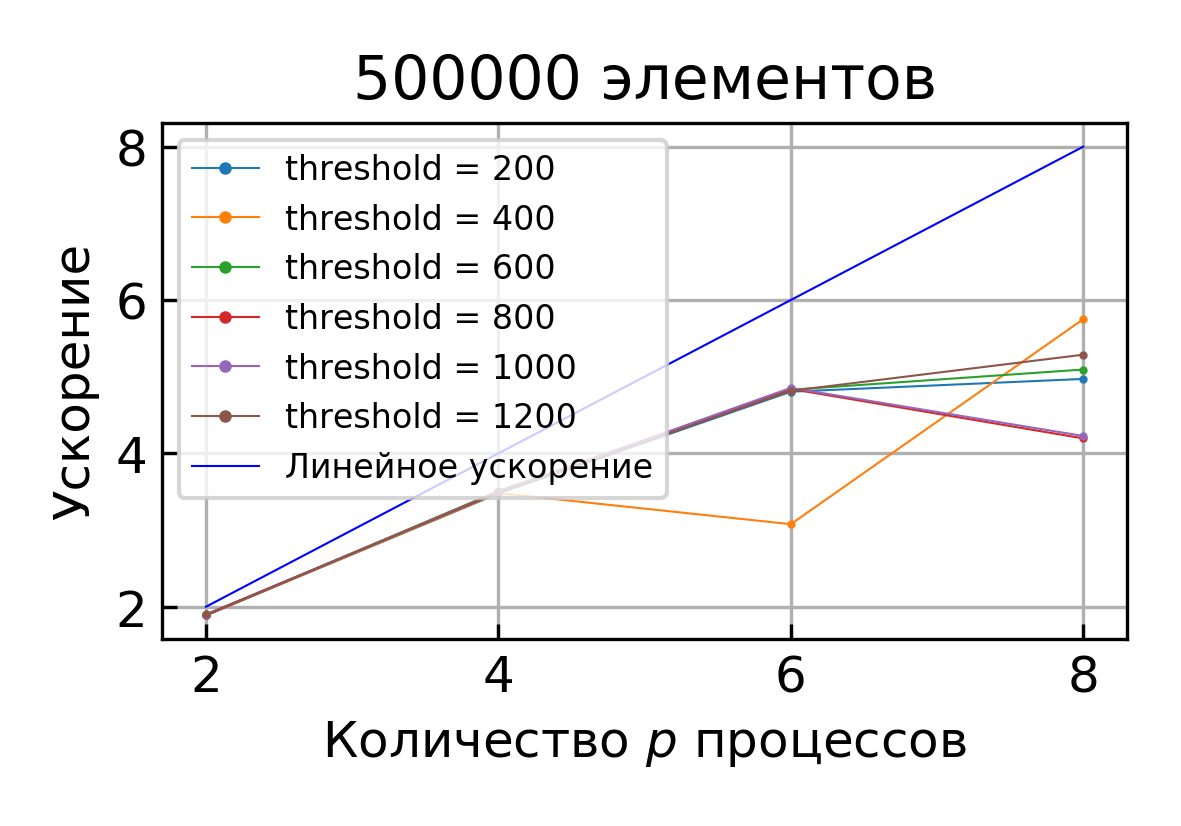 500000 элементов
8
6
4
2
Ускорение
threshold = 200
threshold = 400
threshold = 600
threshold = 800
threshold = 1000
threshold = 1200
Линейное ускорение
2 4 6 8
Количество p процессов